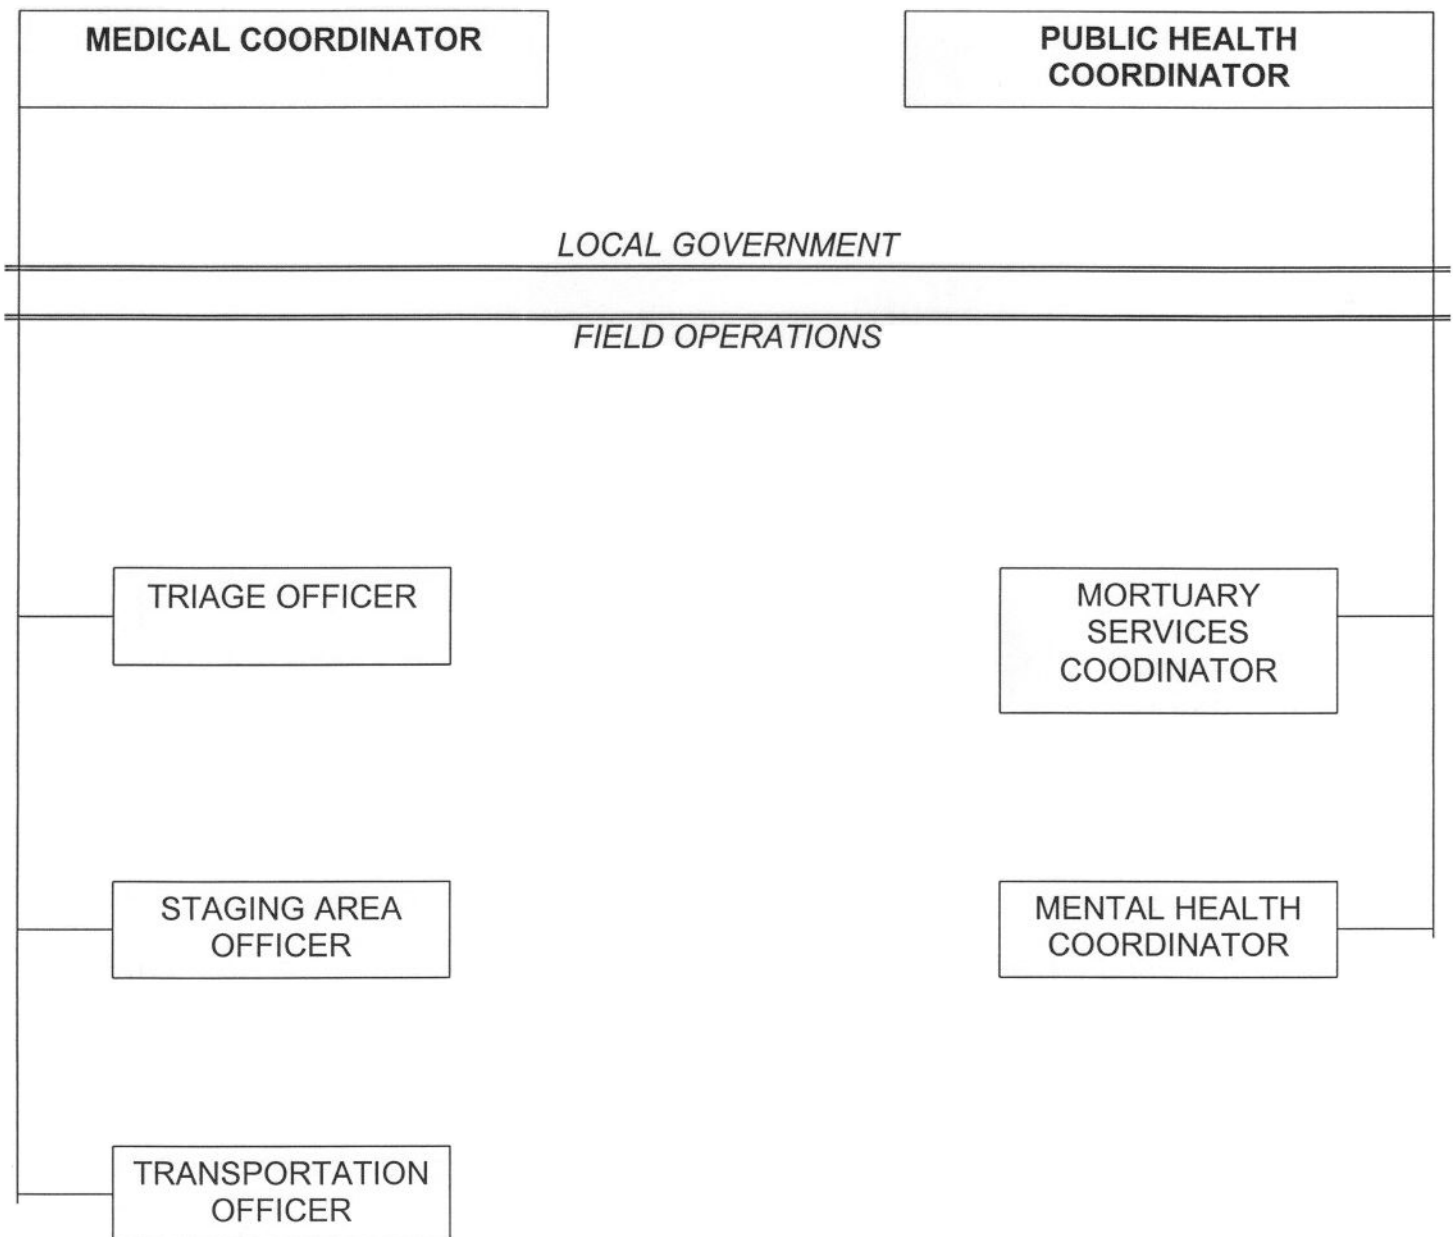 MEDICAL COORDINATOR
PUBLIC HEALTH
COORDINATOR
LOCAL GOVERNMENT
FIELD OPERATIONS
TRIAGE OFFICER
MORTUARY
SERVICES
COODINATOR
STAGING AREA
OFFICER
MENTAL HEALTH
COORDINATOR
TRANSPORTATION
OFFICER